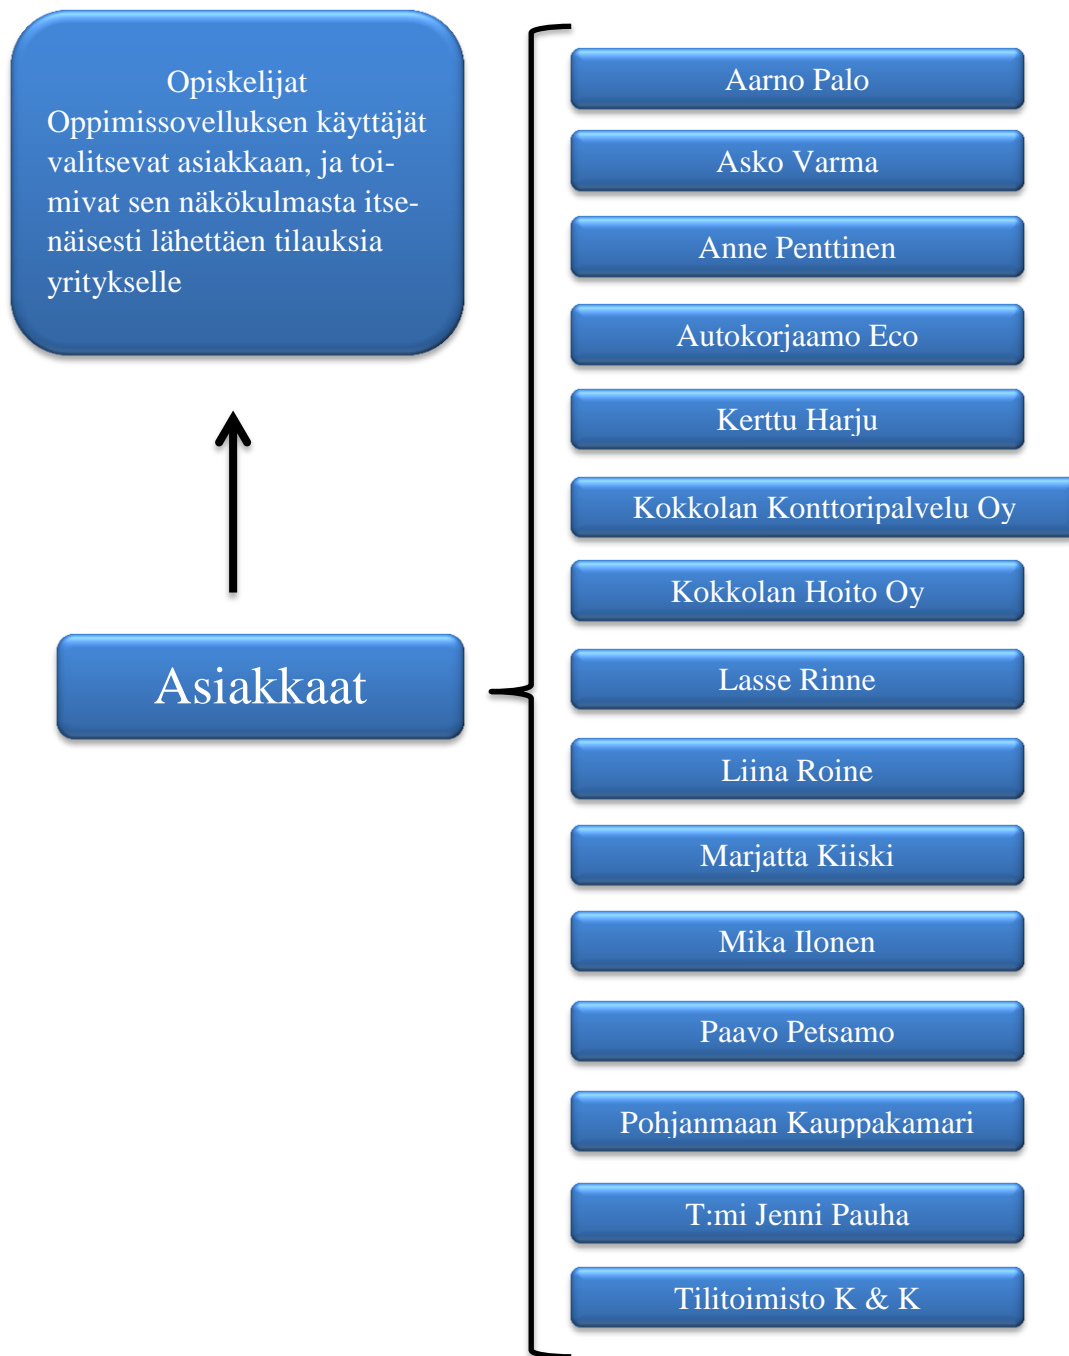 Opiskelijat
Oppimissovelluksen käyttäjät
valitsevat asiakkaan, ja toi-
mivat sen näkökulmasta itse-
näisesti lähettäen tilauksia
yritykselle
Asiakkaat
Aarno Palo
Asko Varma
Anne Penttinen
Autokorjaamo Eco
Kerttu Harju
Kokkolan Konttoripalvelu Oy
Kokkolan Hoito Oy
Lasse Rinne
Liina Roine
Marjatta Kiiski
Mika Ilonen
Paavo Petsamo
Pohjanmaan Kauppakamari
T:mi Jenni Pauha
Tilitoimisto K & K